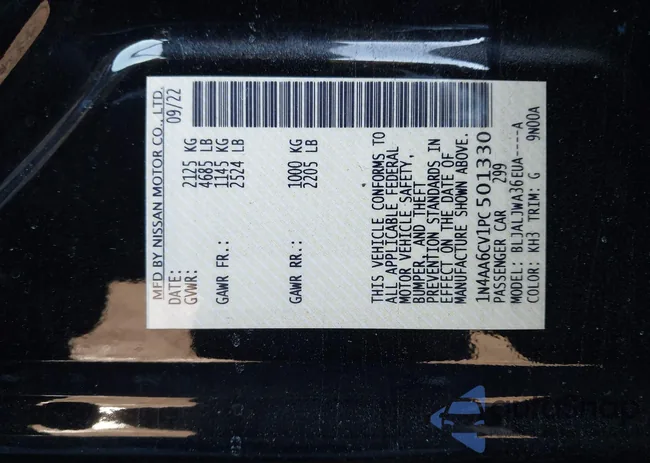 MFD BY NISSAN MOTOR CO., LTD.
DATE: 09/22
GVWR: 2125 KG
4685 LB
GAWR FR.: 1145 KG
2524 LB
GAWR RR.: 1000 KG
2205 LB
THIS VEHICLE CONFORMS TO
ALL APPLICABLE FEDERAL
MOTOR VEHICLE SAFETY,
BUMPER, AND THEFT
PREVENTION STANDARDS IN
EFFECT ON THE DATE OF
MANUFACTURE SHOWN ABOVE.
1N4AA6CV1PC501330
PASSENGER CAR 299
MODEL: BLJALJWA36EUA----A
COLOR: KH3 TRIM: G 9N00A